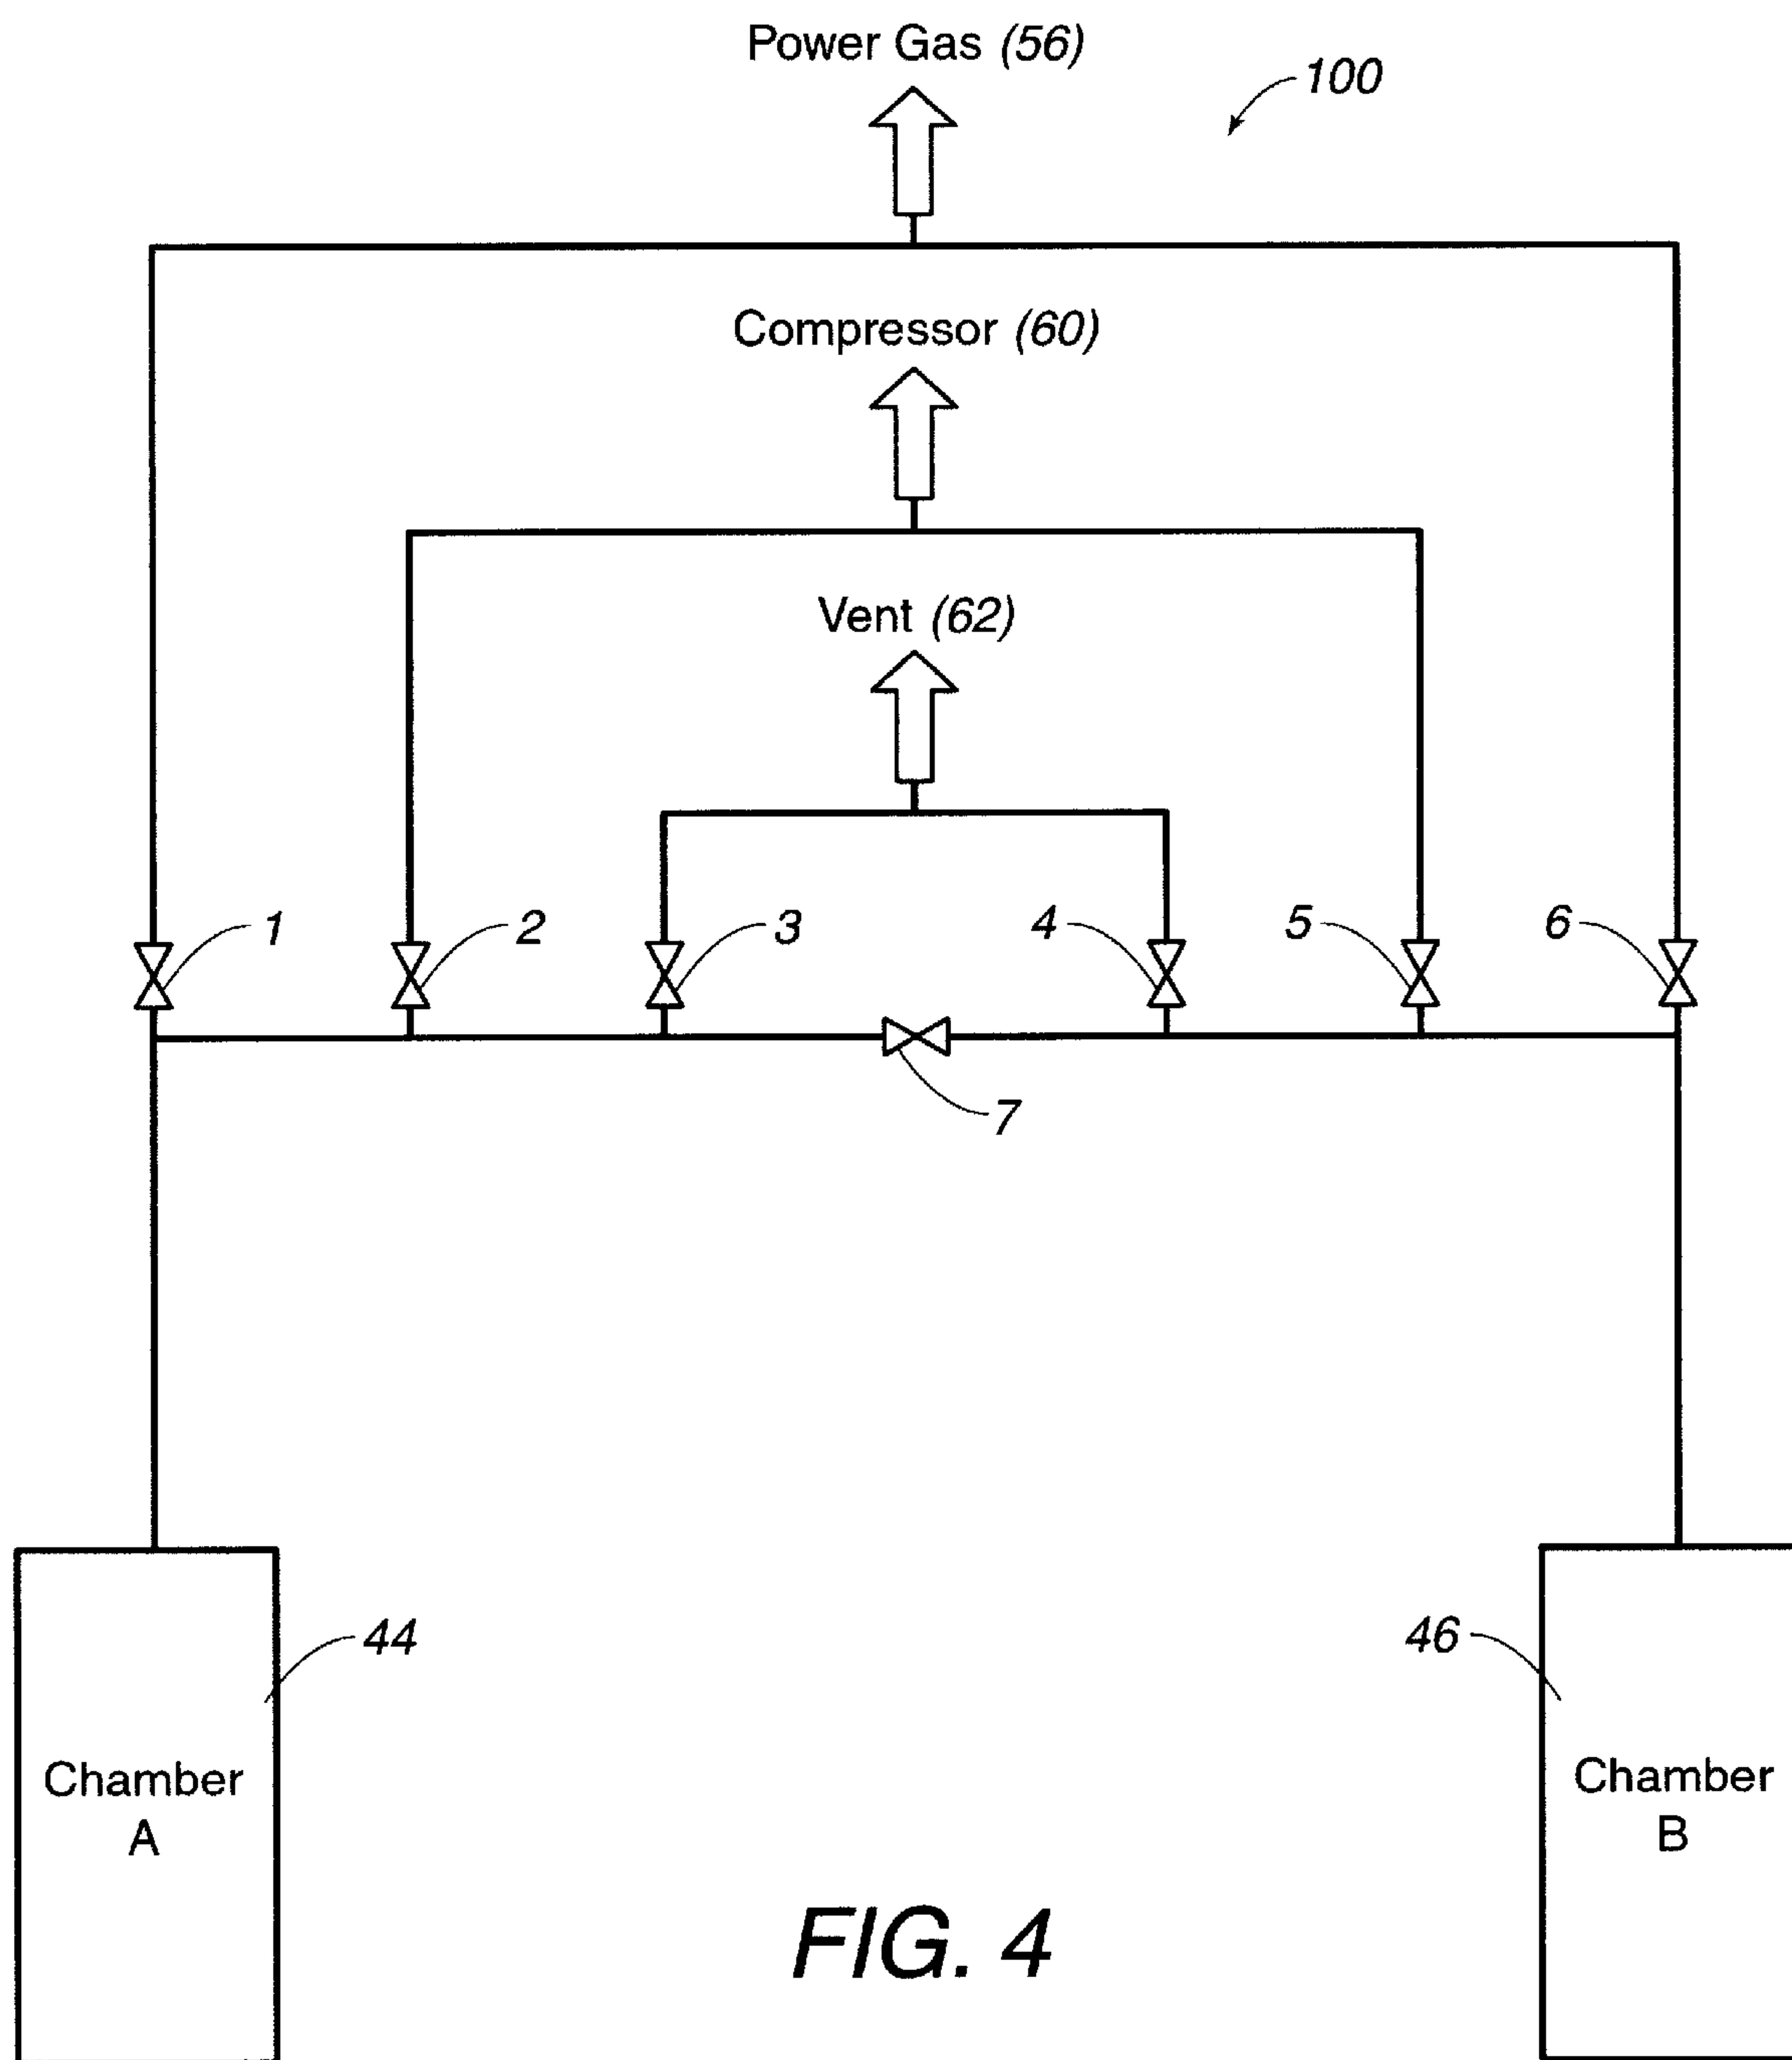 Power Gas (56)
100
Compressor (60)
Vent (62)
1
2
3
4
5
6
7
44
46
Chamber
A
Chamber
B
FIG. 4